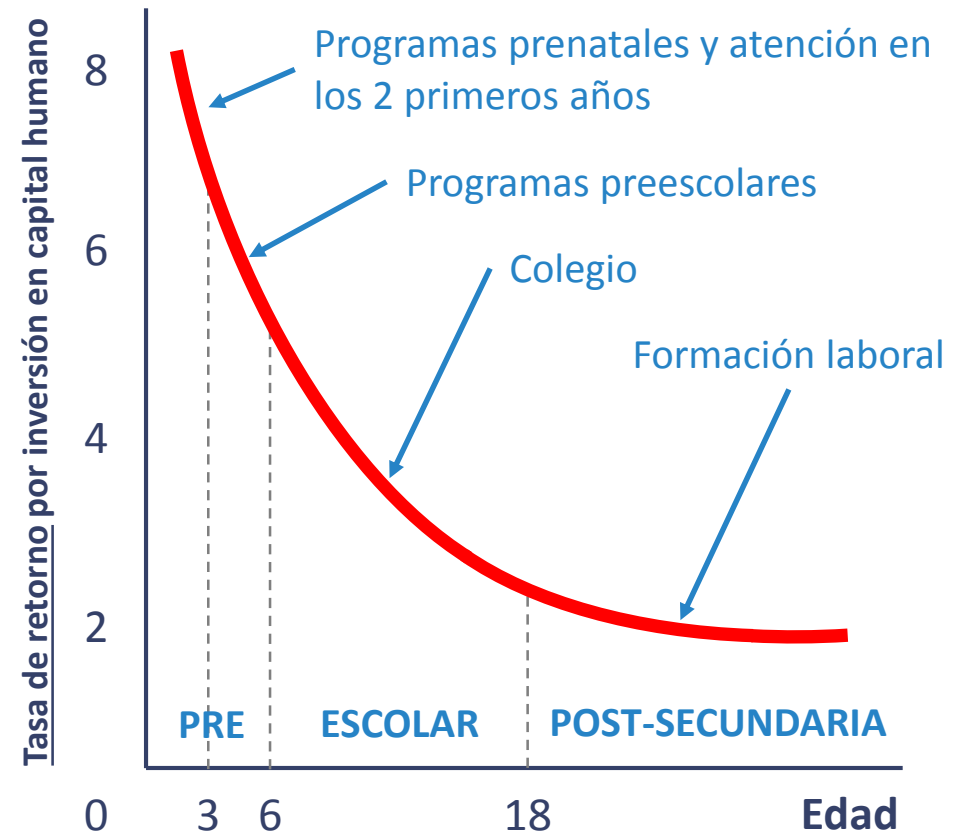 Tasa de retorno por inversión en capital humano
8
6
4
2
0
Programas prenatales y atención en
los 2 primeros años
Programas preescolares
Colegio
Formación laboral
PRE
ESCOLAR
POST-SECUNDARIA
3
6
18
Edad